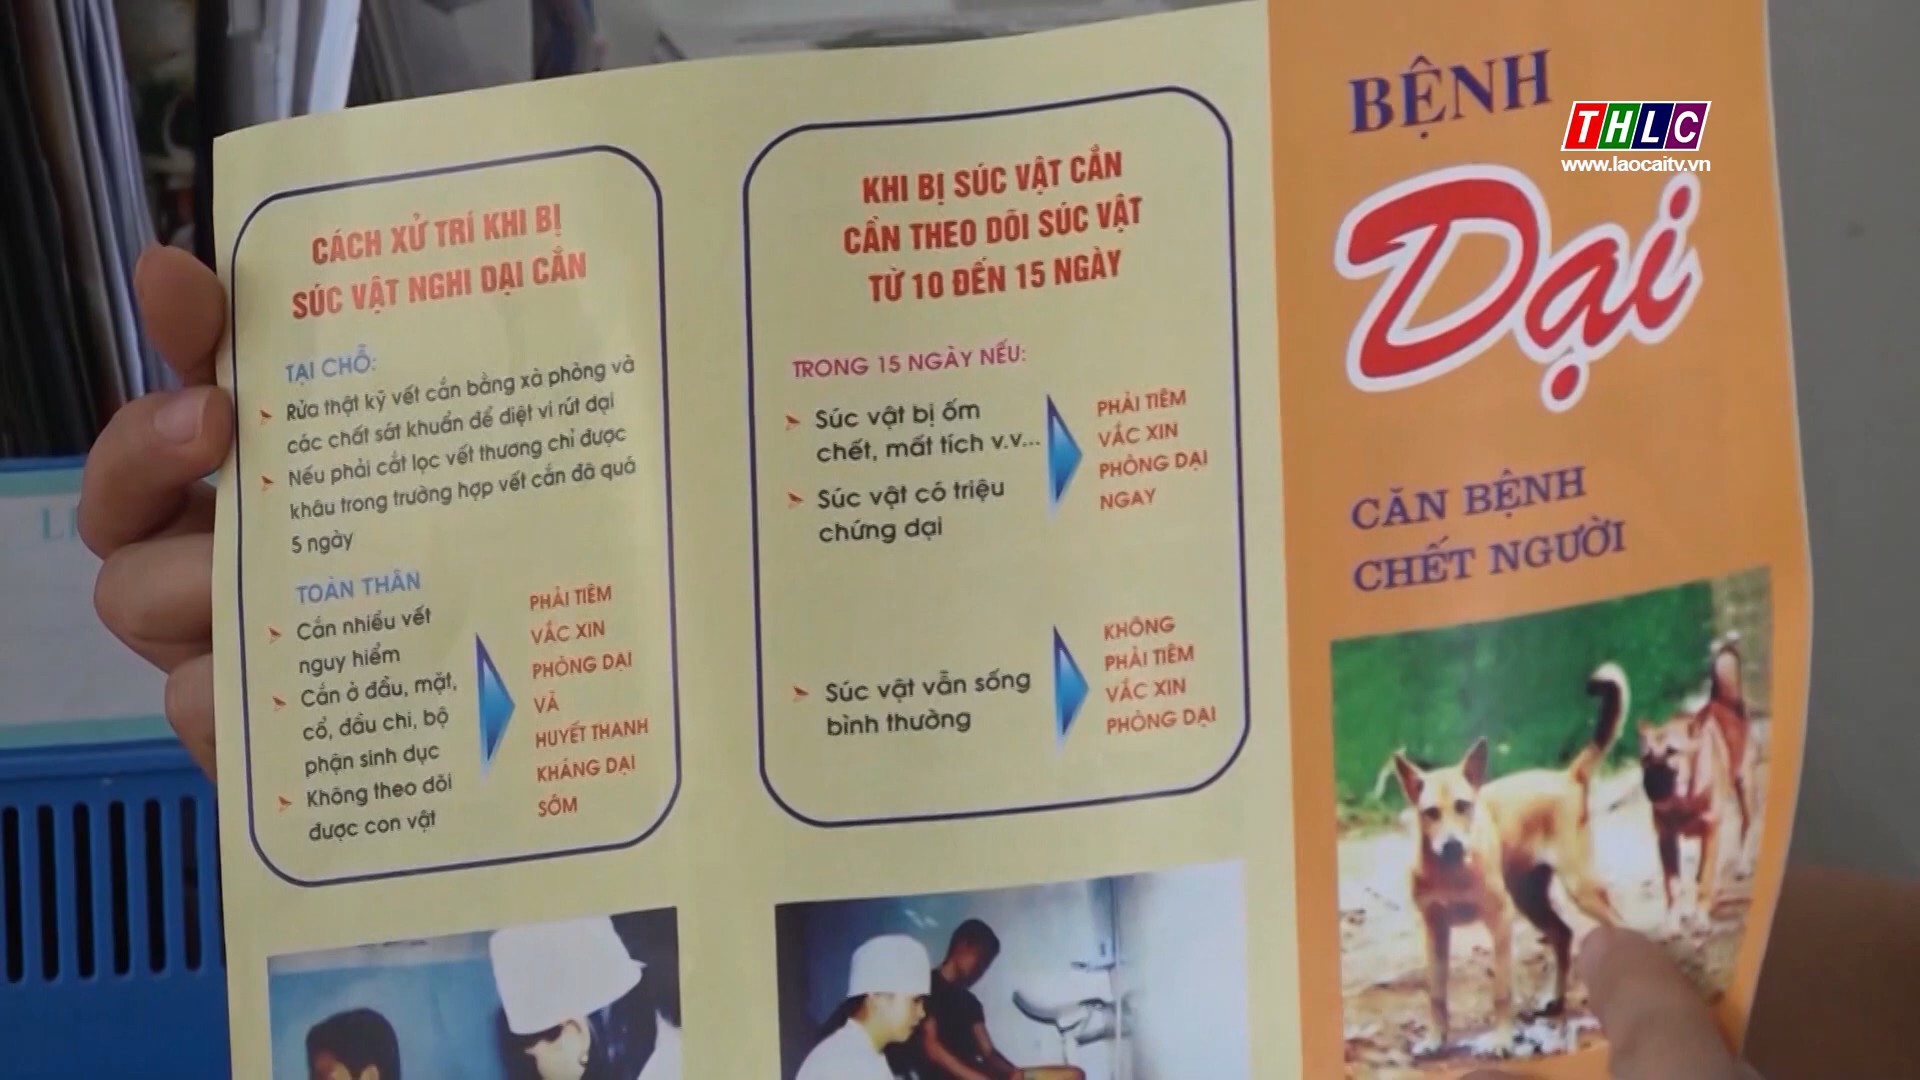 CÁCH XỬ TRÍ KHI BỊ
SÚC VẬT NGHI DẠI CẮN
TẠI CHỖ:
Rửa thật kỹ vết cắn bằng xà phòng và
các chất sát khuẩn để diệt vi rút dại
Nếu phải cắt lọc vết thương chỉ được
khâu trong trường hợp vết cắn đã quá
5 ngày
TOÀN THÂN
Cắn nhiều vết
nguy hiểm
Cắn ở đầu, mặt,
cổ, đầu chi, bộ
phận sinh dục
Không theo dõi
được con vật
PHẢI TIÊM
VẮC XIN
PHÒNG DẠI
VÀ
HUYẾT THANH
KHÁNG DẠI
SỚM
KHI BỊ SÚC VẬT CẮN
CẦN THEO DÕI SÚC VẬT
TỪ 10 ĐẾN 15 NGÀY
TRONG 15 NGÀY NẾU:
Súc vật bị ốm
chết, mất tích v.v...
Súc vật có triệu
chứng dại
PHẢI TIÊM
VẮC XIN
PHÒNG DẠI
NGAY
Súc vật vẫn sống
bình thường
KHÔNG
PHẢI TIÊM
VẮC XIN
PHÒNG DẠI
BỆNH
Dại
CĂN BỆNH
CHẾT NGƯỜI
THLC
www.laocaitv.vn